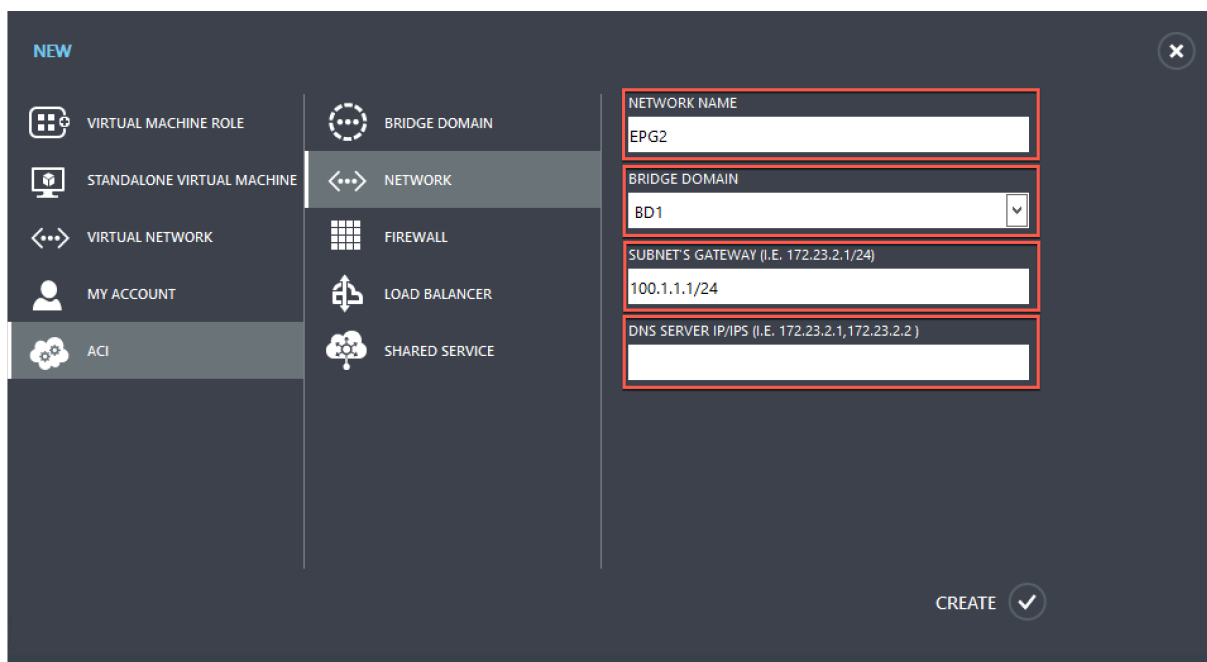 NEW
VIRTUAL MACHINE ROLE
STANDALONE VIRTUAL MACHINE
VIRTUAL NETWORK
MY ACCOUNT
ACI
BRIDGE DOMAIN
NETWORK
FIREWALL
LOAD BALANCER
SHARED SERVICE
NETWORK NAME
EPG2
BRIDGE DOMAIN
BD1
SUBNET'S GATEWAY (I.E. 172.23.2.1/24)
100.1.1.1/24
DNS SERVER IP/IPS (I.E. 172.23.2.1,172.23.2.2 )
CREATE